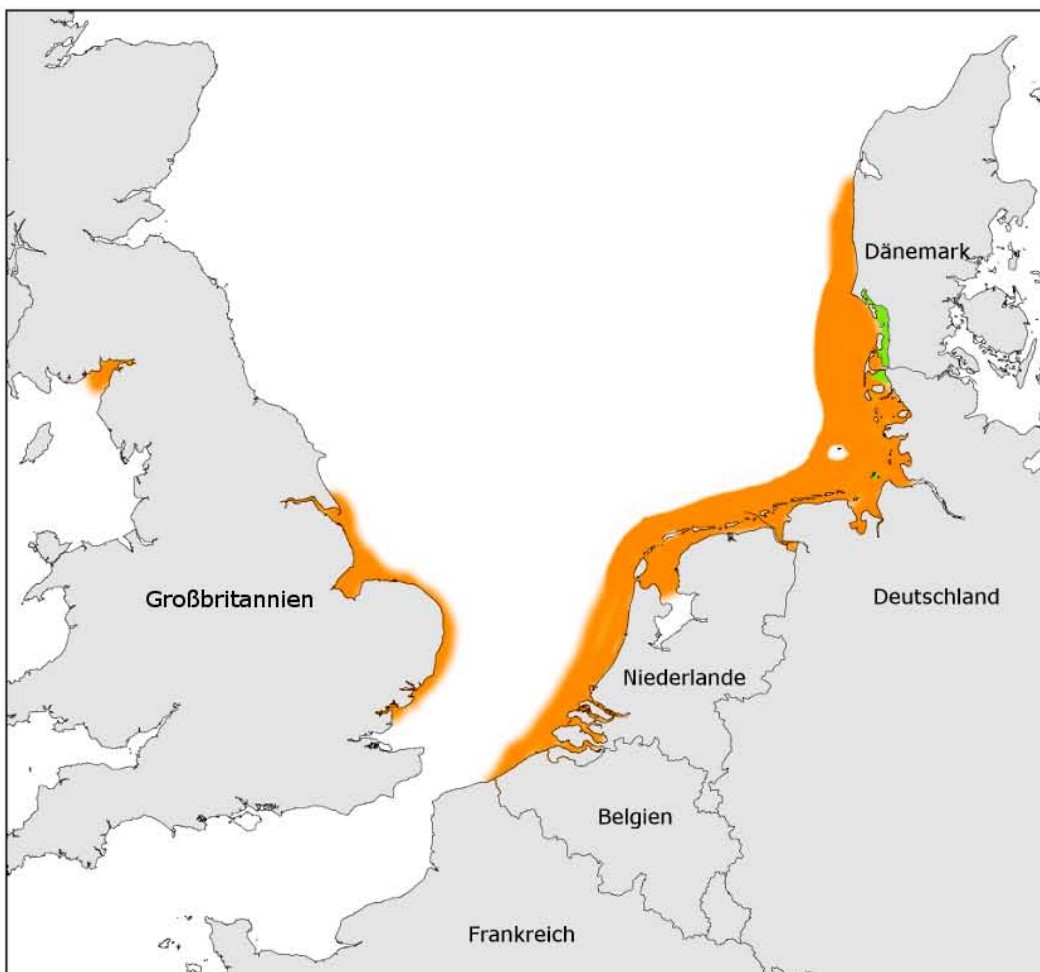 Dänemark
Großbritannien
Deutschland
Niederlande
Belgien
Frankreich